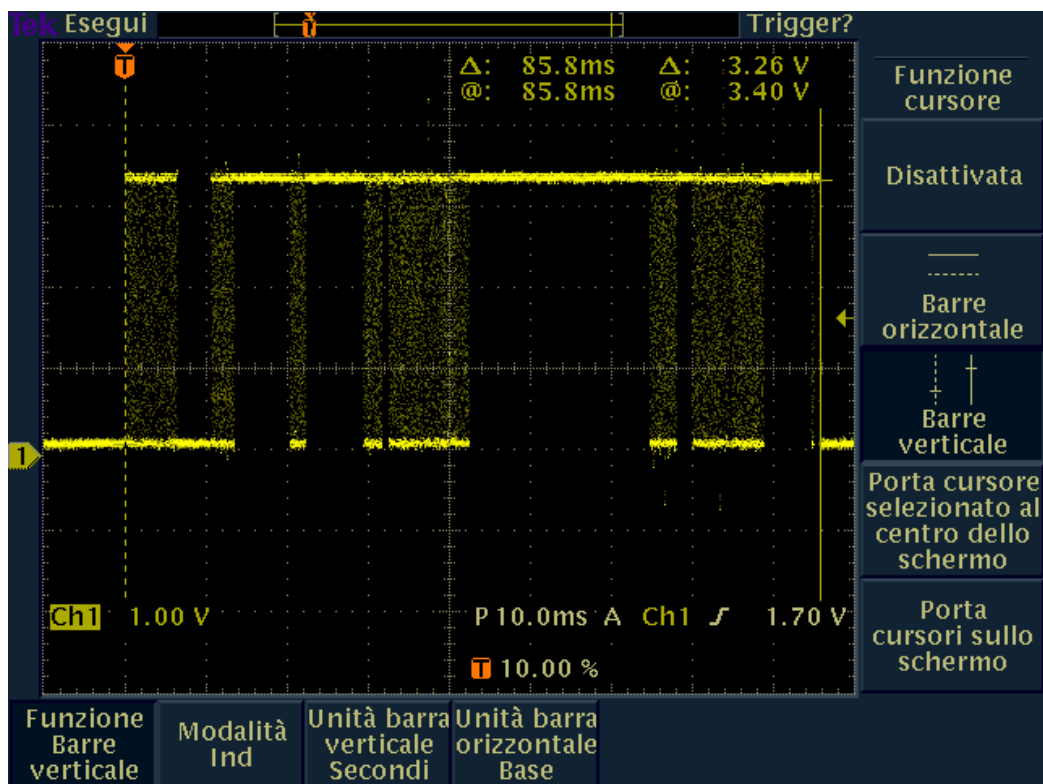 Tek Esegui
Trigger?
T
T
Δ: 85.8ms Δ: 3.26 V
@: 85.8ms @: 3.40 V
1
Ch1 1.00 V
P 10.0ms A Ch1 1.70 V
T 10.00 %
Funzione
cursore
Disattivata
Barre
orizzontale
Barre
verticale
Porta cursore
selezionato al
centro dello
schermo
Porta
cursori sullo
schermo
Funzione
Barre
verticale
Modalità
Ind
Unità barra
verticale
Secondi
Unità barra
orizzontale
Base